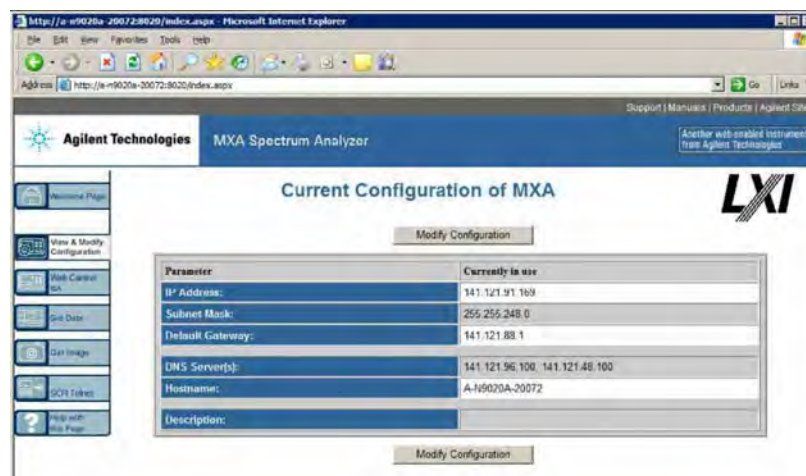 http://a-n9020a-20072:8020/index.aspx - Microsoft Internet Explorer
File Edit View Favorites Tools Help
Address http://a-n9020a-20072:8020/index.aspx Go Links
Support | Manuals | Products | Agilent Site
Agilent Technologies MXA Spectrum Analyzer
Another web-enabled instrument
from Agilent Technologies
Welcome Page
Current Configuration of MXA
LXI
Modify Configuration
View & Modify
Configuration
Parameter Currently in use
IP Address: 141.121.91.169
Subnet Mask: 255.255.248.0
Default Gateway: 141.121.88.1
DNS Server(s): 141.121.96.100, 141.121.48.100
Hostname: A-N9020A-20072
Description:
Web Control
Get Data
Get Image
SCPI Telnet
Help with
this Page
Modify Configuration